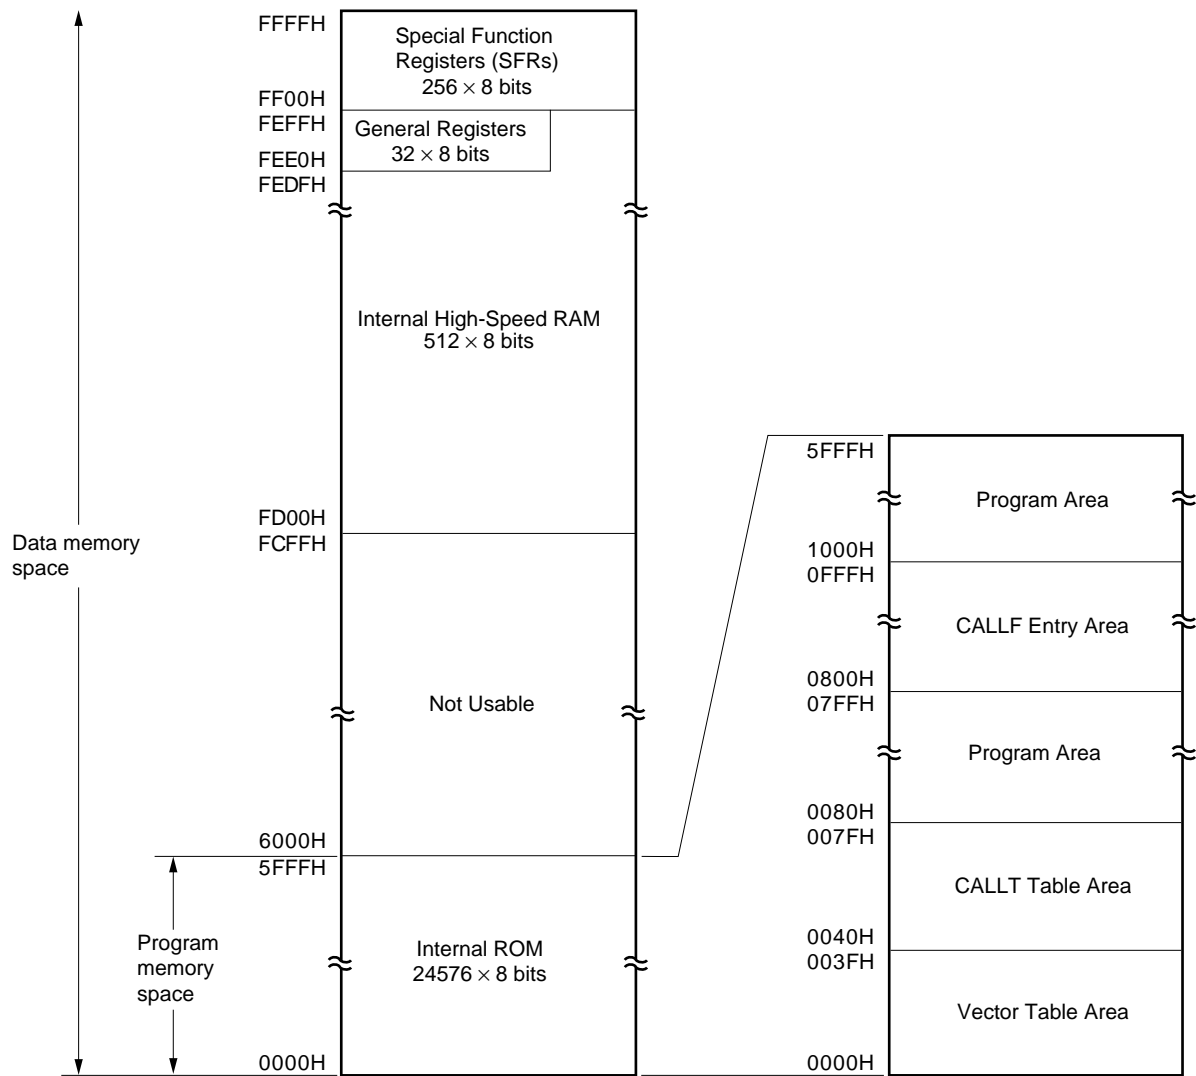 FFFFH
Special Function
Registers (SFRs)
256 × 8 bits
FF00H
FEFFH
General Registers
32 × 8 bits
FEE0H
FEDFH
Internal High-Speed RAM
512 × 8 bits
FD00H
FCFFH
Data memory
space
Not Usable
6000H
5FFFH
Program
memory
space
Internal ROM
24576 × 8 bits
0000H
5FFFH
Program Area
1000H
0FFFH
CALLF Entry Area
0800H
07FFH
Program Area
0080H
007FH
CALLT Table Area
0040H
003FH
Vector Table Area
0000H